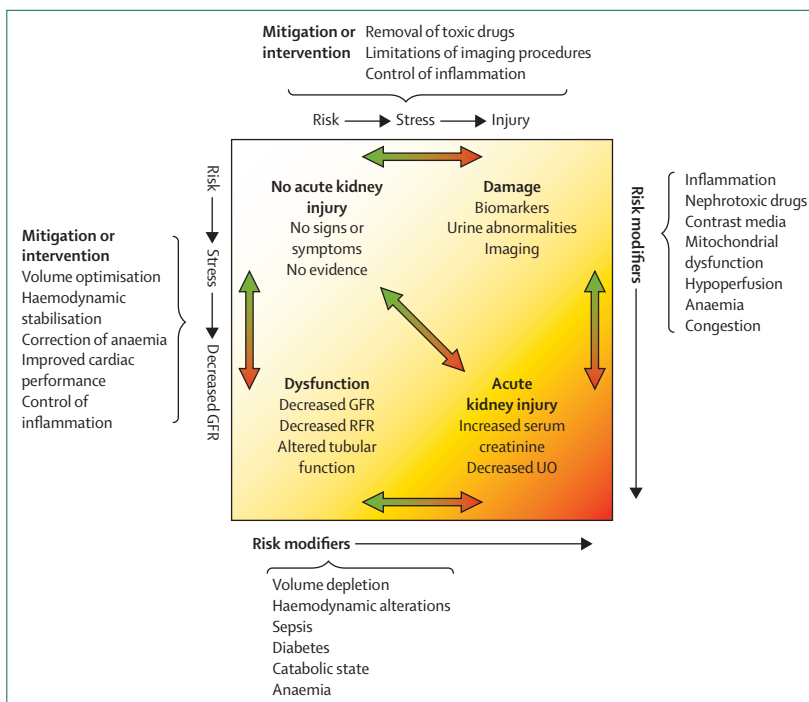 Mitigation or
intervention
Removal of toxic drugs
Limitations of imaging procedures
Control of inflammation
Risk
Stress
Injury
Risk
Stress
Decreased GFR
Mitigation or
intervention
Volume optimisation
Haemodynamic
stabilisation
Correction of anaemia
Improved cardiac
performance
Control of
inflammation
No acute kidney
injury
No signs or
symptoms
No evidence
Damage
Biomarkers
Urine abnormalities
Imaging
Dysfunction
Decreased GFR
Decreased RFR
Altered tubular
function
Acute
kidney injury
Increased serum
creatinine
Decreased UO
Risk modifiers
Inflammation
Nephrotoxic drugs
Contrast media
Mitochondrial
dysfunction
Hypoperfusion
Anaemia
Congestion
Risk modifiers
Volume depletion
Haemodynamic alterations
Sepsis
Diabetes
Catabolic state
Anaemia